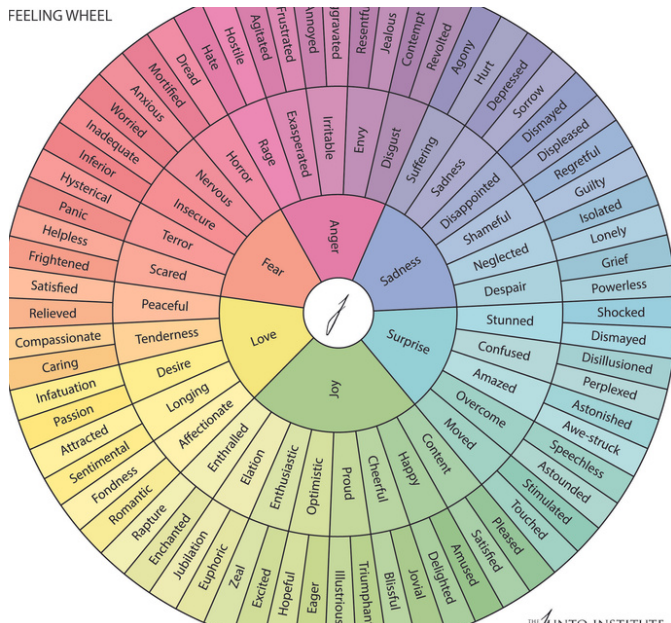 FEELING WHEEL
Anger
Sadness
Surprise
Joy
Love
Fear
Rage
Exasperated
Irritable
Envy
Disgust
Suffering
Sadness
Disappointed
Shameful
Neglected
Despair
Stunned
Confused
Amazed
Overcome
Moved
Content
Happy
Cheerful
Proud
Optimistic
Enthusiastic
Elation
Enthralled
Affectionate
Longing
Desire
Tenderness
Peaceful
Scared
Terror
Insecure
Nervous
Horror
Hate
Hostile
Agitated
Frustrated
Annoyed
Aggravated
Resentful
Jealous
Contempt
Revolted
Agony
Hurt
Depressed
Sorrow
Dismayed
Displeased
Regretful
Guilty
Isolated
Lonely
Grief
Powerless
Shocked
Dismayed
Disillusioned
Perplexed
Astonished
Awe-struck
Speechless
Astounded
Stimulated
Touched
Pleased
Satisfied
Amused
Delighted
Jovial
Blissful
Triumphant
Illustrious
Eager
Hopeful
Excited
Zeal
Euphoric
Jubilation
Enchanted
Rapture
Romantic
Fondness
Sentimental
Attracted
Passion
Infatuation
Caring
Compassionate
Relieved
Satisfied
Frightened
Helpless
Panic
Hysterical
Inferior
Inadequate
Worried
Anxious
Mortified
Dread